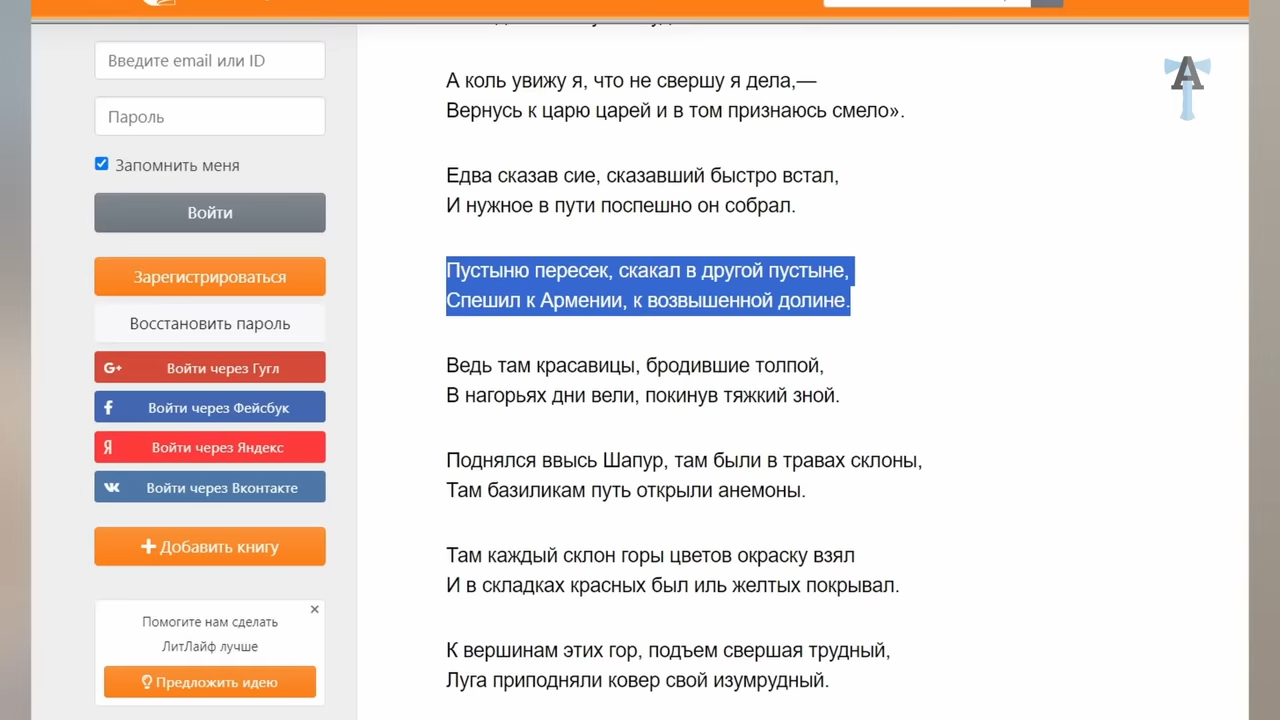 Введите email или ID
Пароль
Запомнить меня
Войти
Зарегистрироваться
Восстановить пароль
G+ Войти через Гугл
f Войти через Фейсбук
Я Войти через Яндекс
Войти через Вконтакте
Добавить книгу
Помогите нам сделать
ЛитЛайф лучше
Предложить идею
А коль увижу я, что не свершу я дела,—
Вернусь к царю царей и в том признаюсь смело».
Едва сказав сие, сказавший быстро встал,
И нужное в пути поспешно он собрал.
Пустыню пересек, скакал в другой пустыне,
Спешил к Армении, к возвышенной долине.
Ведь там красавицы, бродившие толпой,
В нагорьях дни вели, покинув тяжкий зной.
Поднялся ввысь Шапур, там были в травах склоны,
Там базиликам путь открыли анемоны.
Там каждый склон горы цветов окраску взял
И в складках красных был иль желтых покрывал.
К вершинам этих гор, подъем свершая трудный,
Луга приподняли ковер свой изумрудный.
А